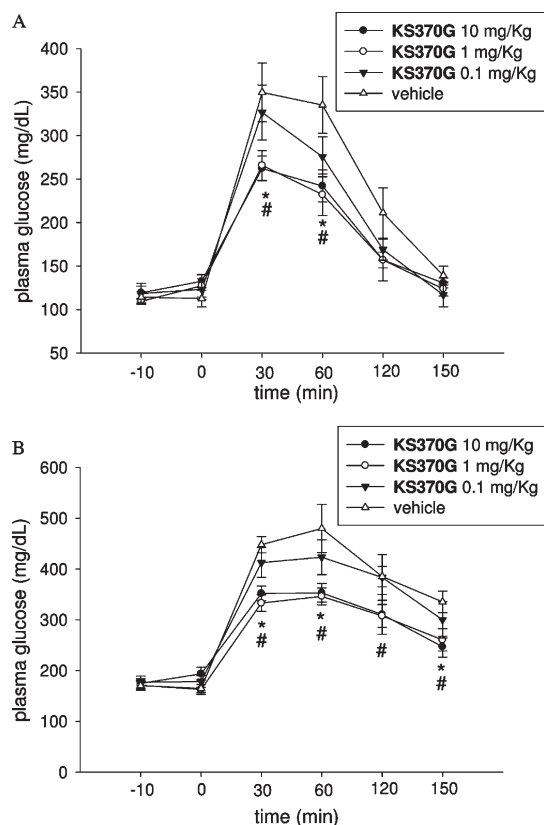 A
KS370G 10 mg/Kg
KS370G 1 mg/Kg
KS370G 0.1 mg/Kg
vehicle
plasma glucose (mg/dL)
400
350
300
250
200
150
100
50
*
#
*
#
-10 0 30 60 120 150
time (min)
B
KS370G 10 mg/Kg
KS370G 1 mg/Kg
KS370G 0.1 mg/Kg
vehicle
plasma glucose (mg/dL)
600
500
400
300
200
100
0
*
#
*
#
#
*
#
-10 0 30 60 120 150
time (min)